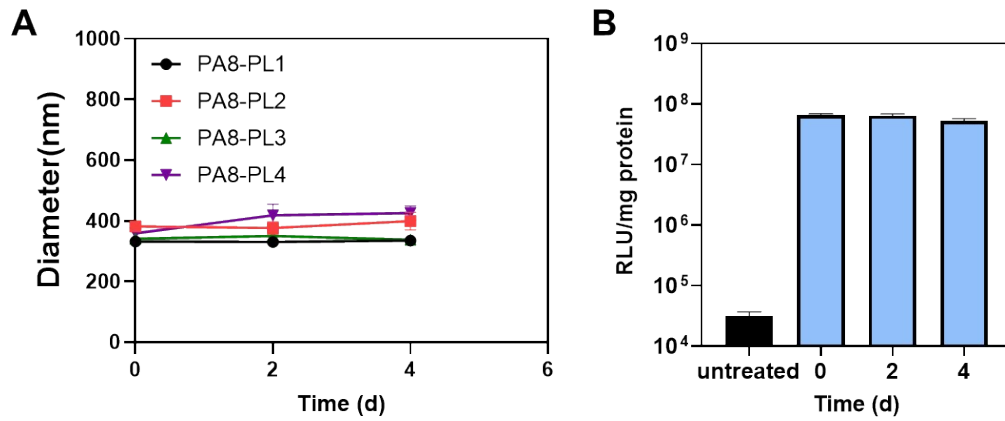 A
Diameter(nm)
1000
800
600
400
200
0
PA8-PL1
PA8-PL2
PA8-PL3
PA8-PL4
0 2 4 6
Time (d)
B
RLU/mg protein
10⁹
10⁸
10⁷
10⁶
10⁵
10⁴
untreated 0 2 4
Time (d)